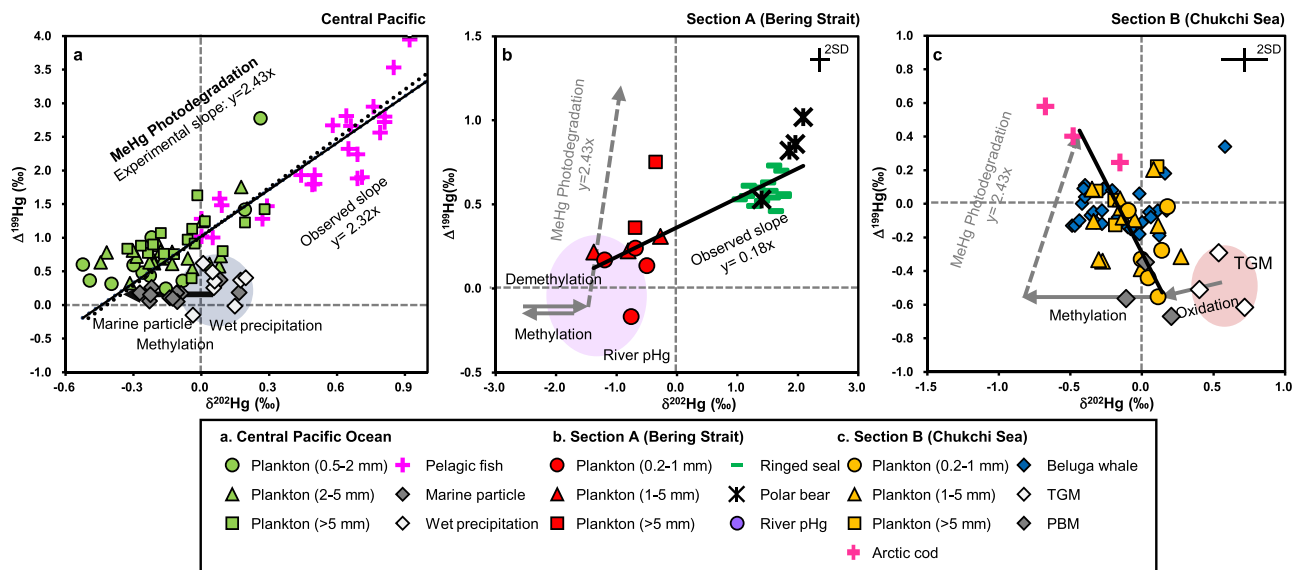 Central Pacific
a
4.0
3.5
3.0
2.5
2.0
1.5
1.0
0.5
0.0
-0.5
-1.0
Δ¹⁹⁹Hg(‰)
MeHg Photodegradation
Experimental slope: y=2.43x
Observed slope
y= 2.32x
Marine particle
Wet precipitation
Methylation
-0.6 -0.3 0.0 0.3 0.6 0.9
δ²⁰²Hg (‰)
Section A (Bering Strait)
b
2SD
1.5
1.0
0.5
0.0
-0.5
Δ¹⁹⁹Hg(‰)
MeHg Photodegradation
y=2.43x
Observed slope
y= 0.18x
Demethylation
Methylation
River pHg
-3.0 -2.0 -1.0 0.0 1.0 2.0 3.0
δ²⁰²Hg (‰)
Section B (Chukchi Sea)
c
2SD
0.8
0.6
0.4
0.2
0.0
-0.2
-0.4
-0.6
-0.8
-1.0
Δ¹⁹⁹Hg(‰)
MeHg Photodegradation
y=2.43x
TGM
Methylation
Oxidation
-1.5 -1.0 -0.5 0.0 0.5 1.0
δ²⁰²Hg (‰)
a. Central Pacific Ocean
Plankton (0.5-2 mm)
Plankton (2-5 mm)
Plankton (>5 mm)
Pelagic fish
Marine particle
Wet precipitation
b. Section A (Bering Strait)
Plankton (0.2-1 mm)
Plankton (1-5 mm)
Plankton (>5 mm)
Ringed seal
Polar bear
River pHg
c. Section B (Chukchi Sea)
Plankton (0.2-1 mm)
Plankton (1-5 mm)
Plankton (>5 mm)
Arctic cod
Beluga whale
TGM
PBM